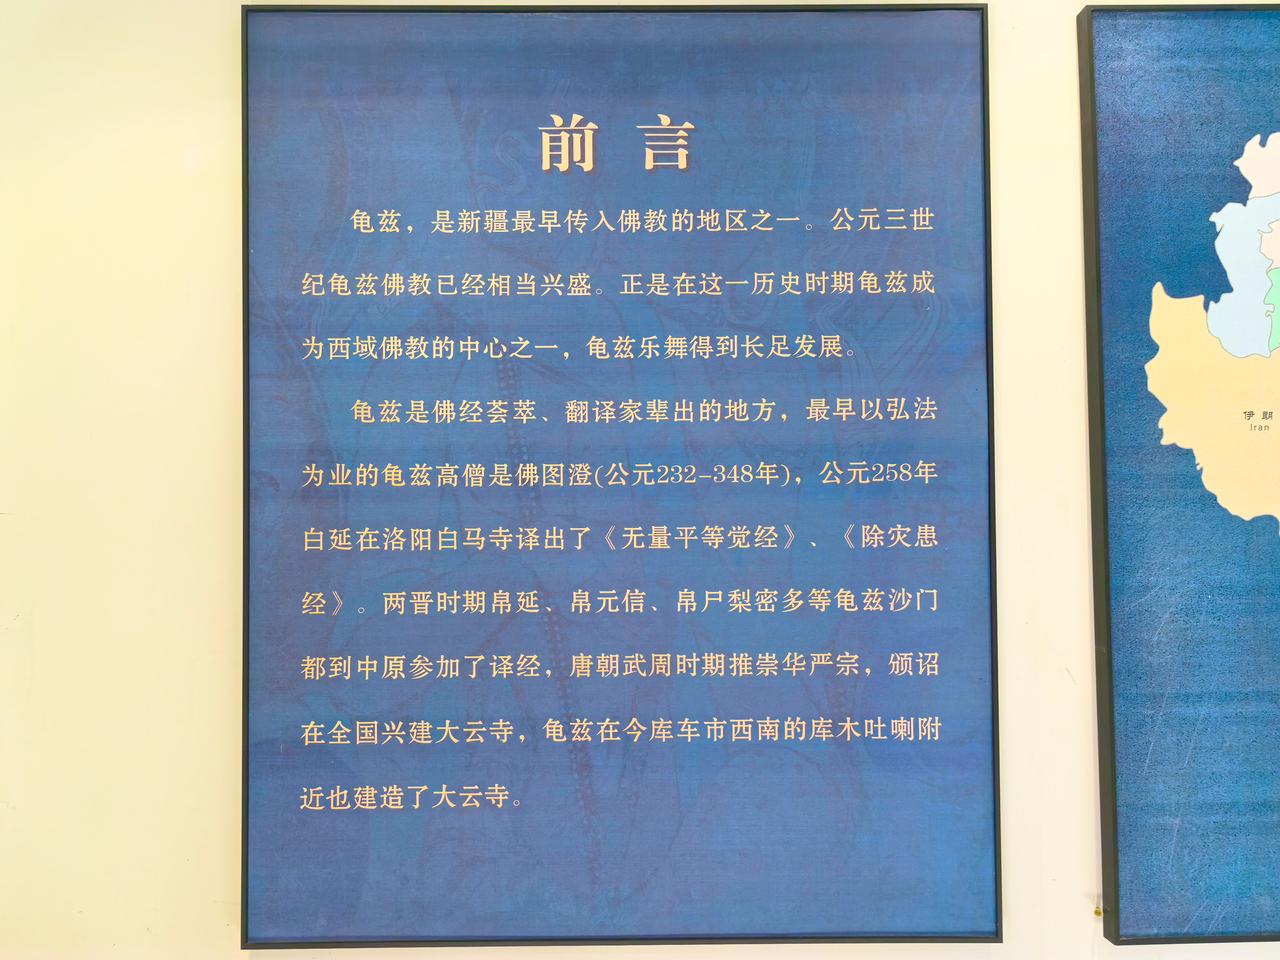 前言
龟兹，是新疆最早传入佛教的地区之一。公元三世
纪龟兹佛教已经相当兴盛。正是在这一历史时期龟兹成
为西域佛教的中心之一，龟兹乐舞得到长足发展。
龟兹是佛经荟萃、翻译家辈出的地方，最早以弘法
为业的龟兹高僧是佛图澄(公元232-348年)，公元258年
白延在洛阳白马寺译出了《无量平等觉经》、《除灾患
经》。两晋时期帛延、帛元信、帛尸梨密多等龟兹沙门
都到中原参加了译经，唐朝武周时期推崇华严宗，颁诏
在全国兴建大云寺，龟兹在今库车市西南的库木吐喇附
近也建造了大云寺。
伊朗
Iran